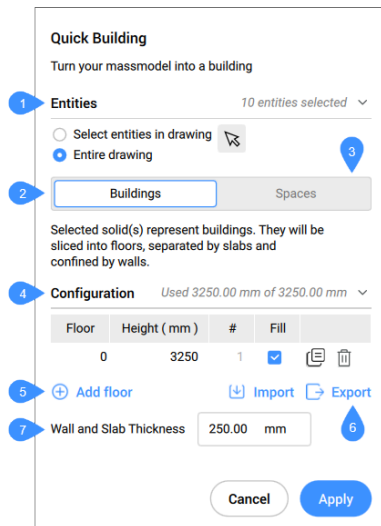 Quick Building
Turn your massmodel into a building
1 Entities 10 entities selected
Select entities in drawing
Entire drawing
3
2 Buildings Spaces
Selected solid(s) represent buildings. They will
be sliced into floors, separated by slabs and
confined by walls.
4 Configuration Used 3250.00 mm of 3250.00 mm
Floor Height ( mm ) # Fill
0 3250 1
5 Add floor Import Export
7 Wall and Slab Thickness 250.00 mm 6
Cancel Apply